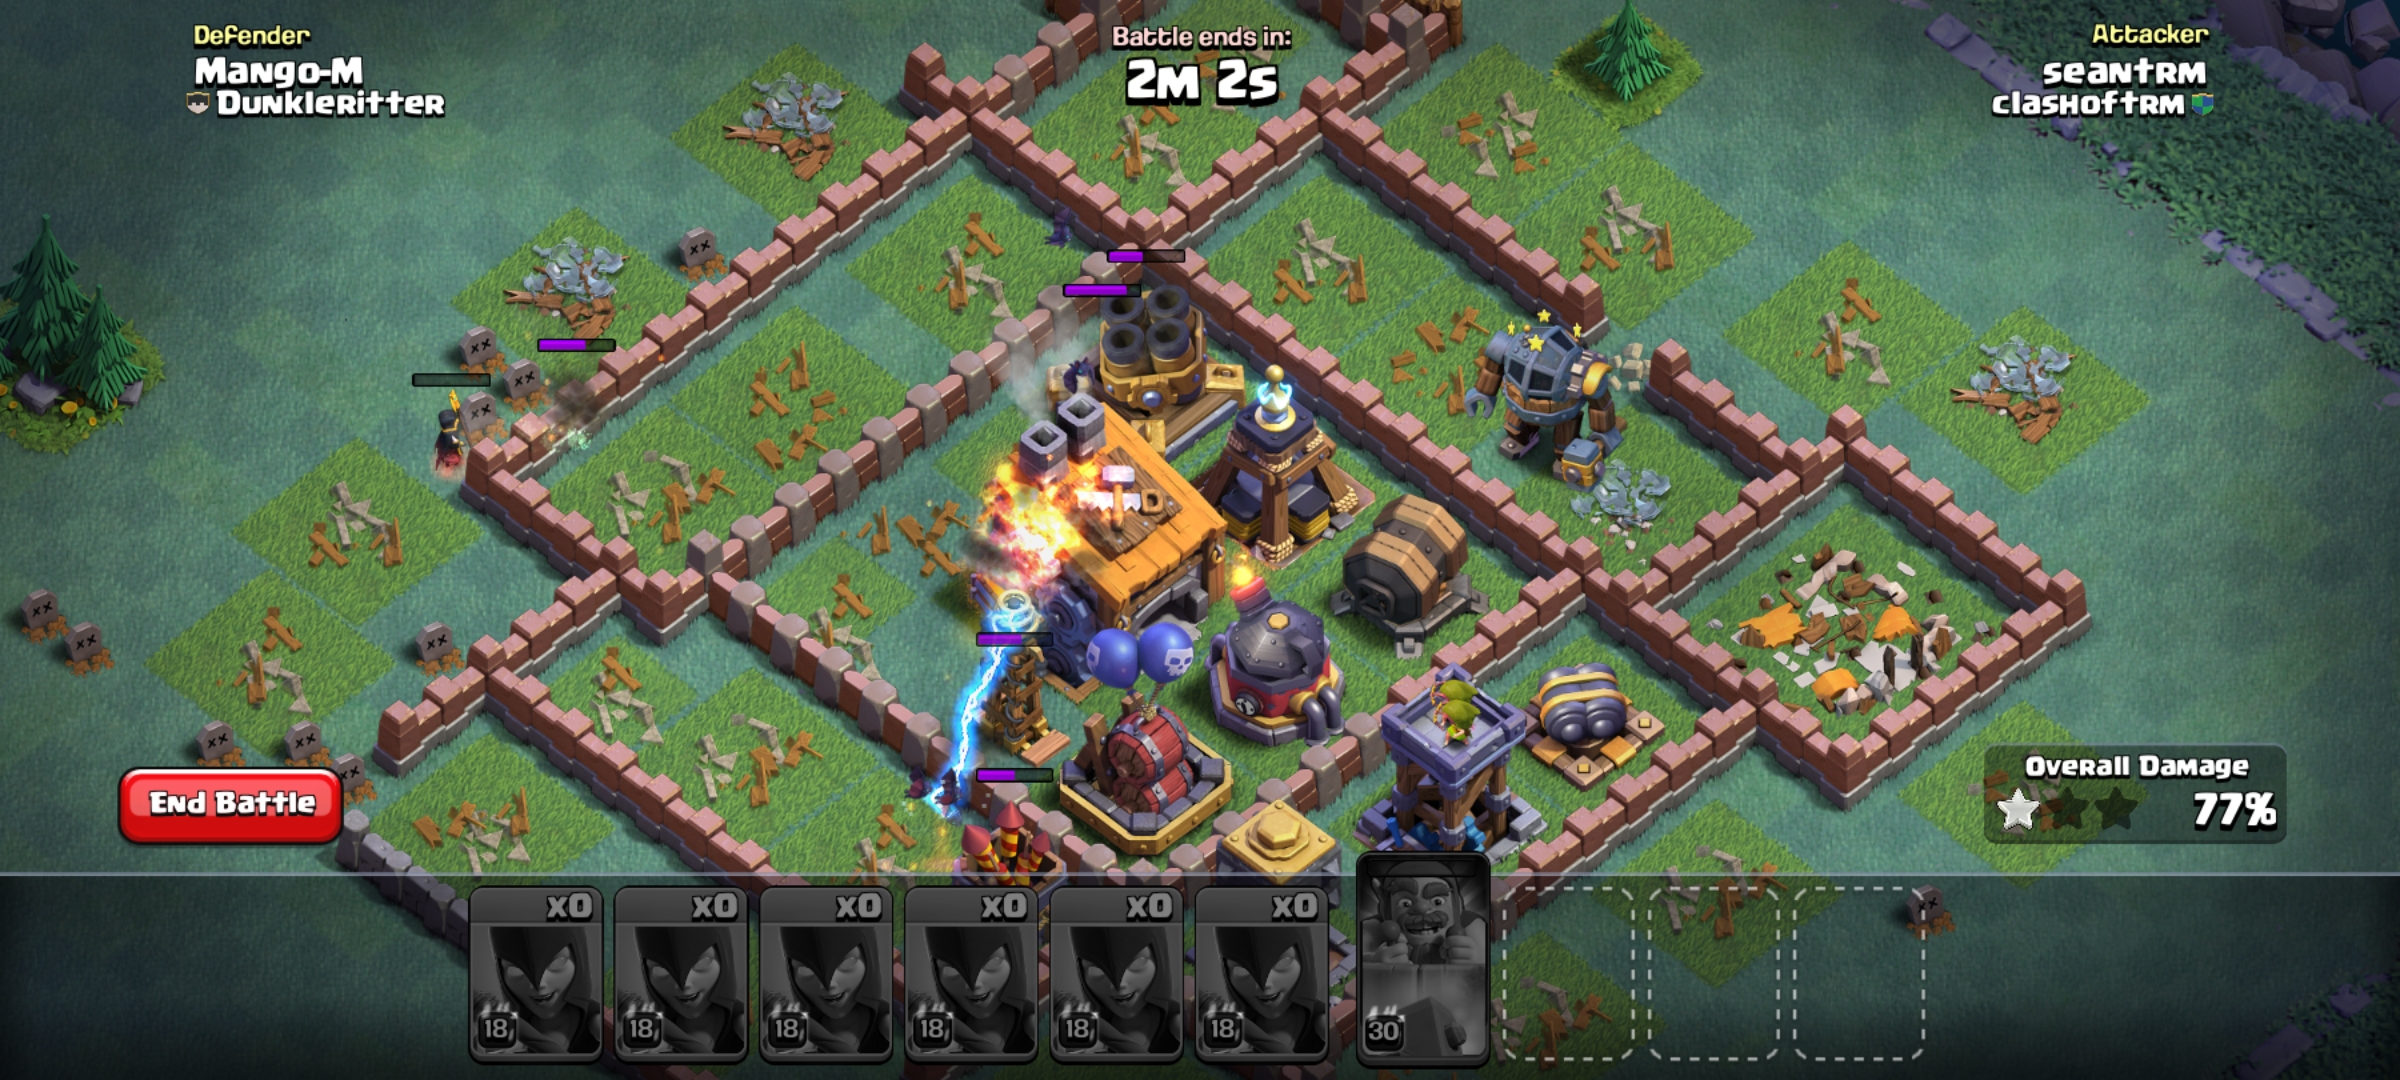 Defender
Mango-M
Dunkleritter
Battle ends in:
2M 2s
Attacker
seantRM
clashoftRM
End Battle
Overall Damage
77%
x0
x0
x0
x0
x0
x0
18
18
18
18
18
18
30